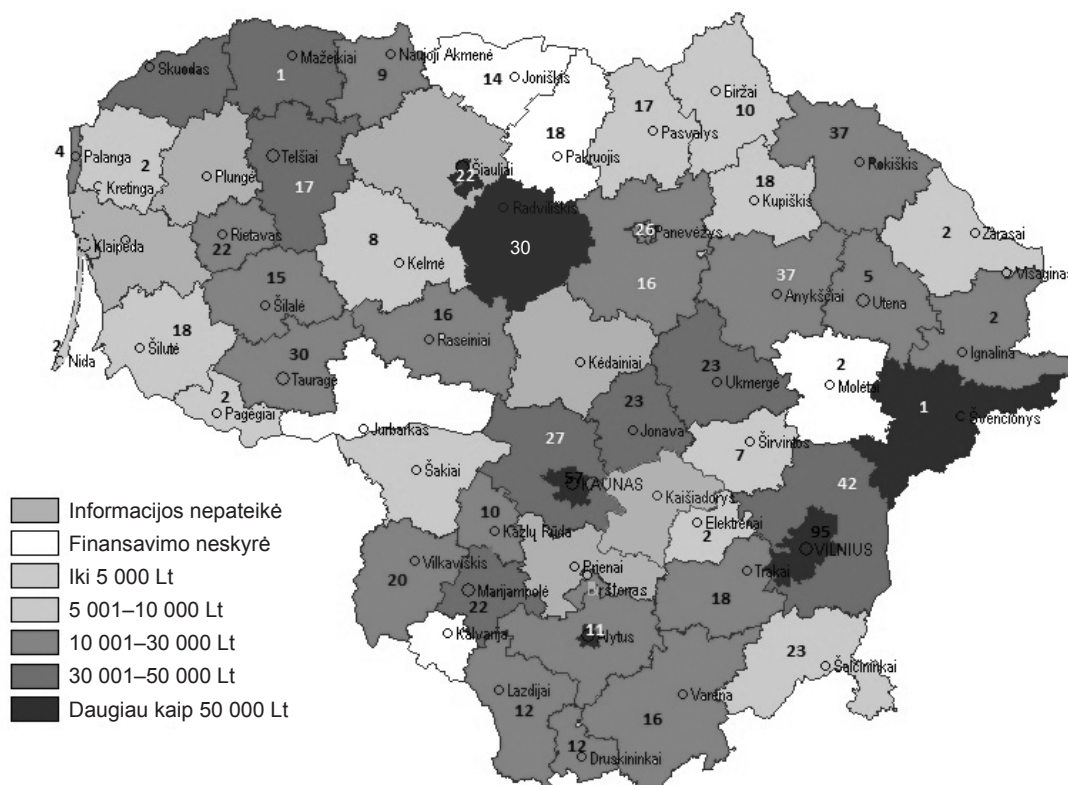 Skuodas
1
Mažeikiai
Naujoji Akmenė
9
14
Joniškis
17
Pasvalys
Biržai
10
37
Rokiškis
4
Palanga
2
Kretinga
Plungė
Telšiai
17
22
Šiauliai
18
Pakruojis
18
Kupiškis
2
Zarasai
Visaginas
Klaipėda
Rietavas
22
8
Kelmė
Radviliškis
30
26
Panevėžys
16
37
Anykščiai
5
Utena
2
Ignalina
15
Šilalė
16
Raseiniai
Kėdainiai
23
Ukmergė
2
Molėtai
1
Švenčionys
18
Šilutė
2
Nida
30
Tauragė
2
Pagėgiai
Jurbarkas
27
23
Jonava
7
Širvintos
Šakiai
57
KAUNAS
Kaišiadorys
42
10
Kazlų Rūda
Elektrėnai
2
95
VILNIUS
20
Vilkaviškis
Prienai
Birštonas
Trakai
18
Marijampolė
22
Kalvarija
11
Alytus
23
Šalčininkai
Lazdijai
12
Varėna
16
12
Druskininkai
Informacijos nepateikė
Finansavimo neskyrė
Iki 5 000 Lt
5 001–10 000 Lt
10 001–30 000 Lt
30 001–50 000 Lt
Daugiau kaip 50 000 Lt